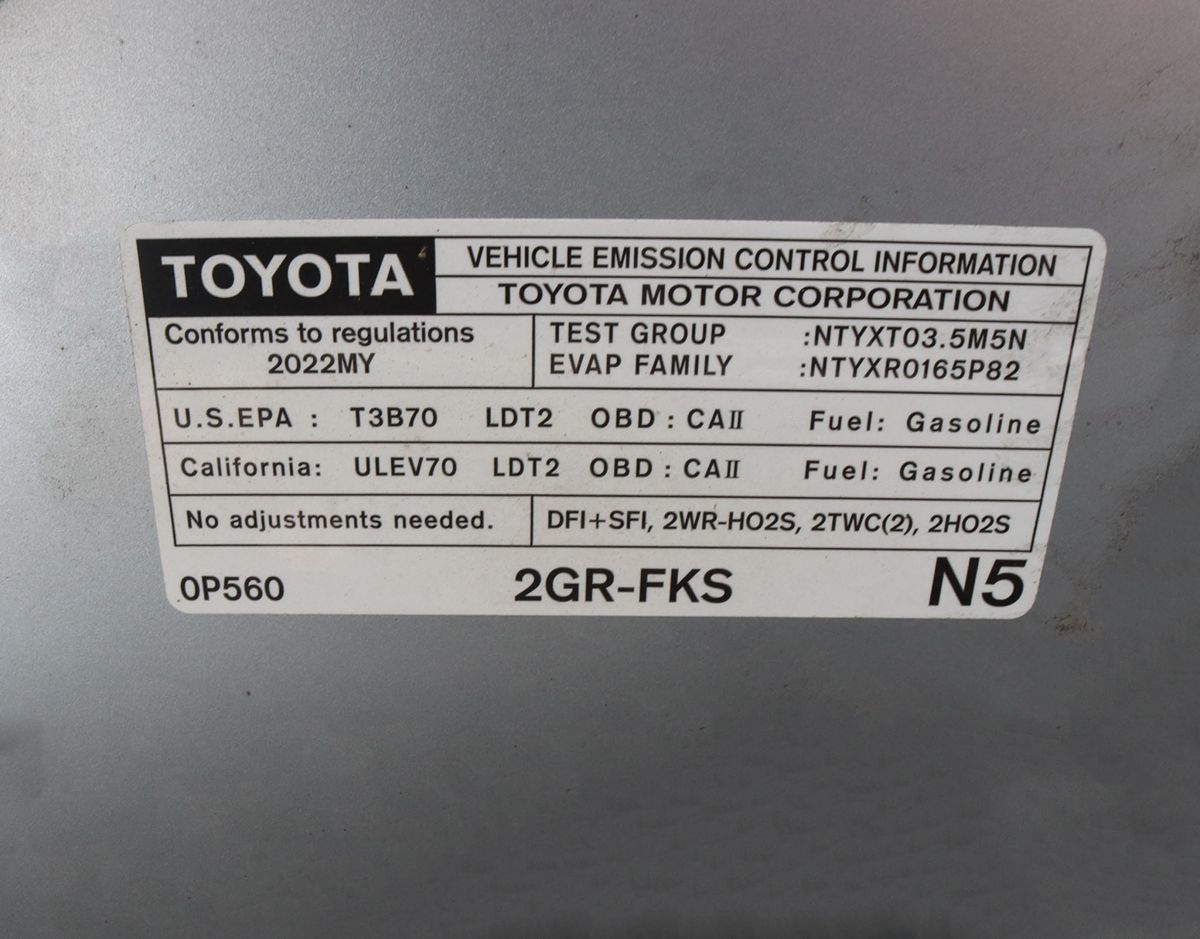 TOYOTA
VEHICLE EMISSION CONTROL INFORMATION
TOYOTA MOTOR CORPORATION
Conforms to regulations
2022MY
TEST GROUP :NTYXT03.5M5N
EVAP FAMILY :NTYXR0165P82
U.S.EPA : T3B70 LDT2 OBD : CAⅡ Fuel: Gasoline
California: ULEV70 LDT2 OBD : CAⅡ Fuel: Gasoline
No adjustments needed.
DFI+SFI, 2WR-HO2S, 2TWC(2), 2HO2S
0P560 2GR-FKS N5